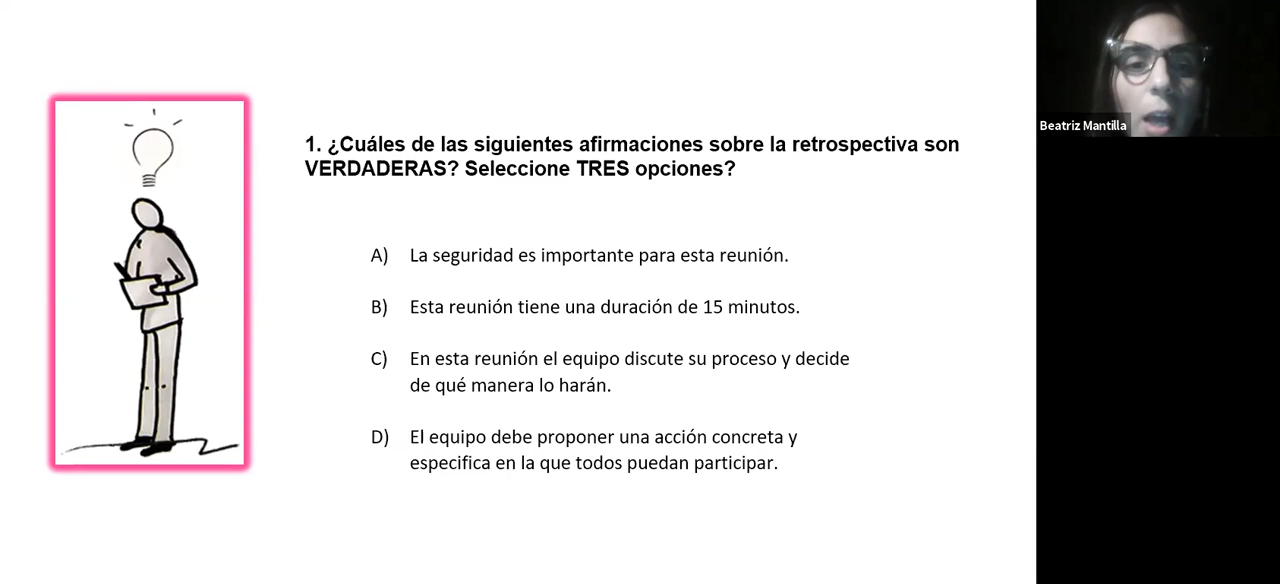 1. ¿Cuáles de las siguientes afirmaciones sobre la retrospectiva son
VERDADERAS? Seleccione TRES opciones?
A) La seguridad es importante para esta reunión.
B) Esta reunión tiene una duración de 15 minutos.
C) En esta reunión el equipo discute su proceso y decide
de qué manera lo harán.
D) El equipo debe proponer una acción concreta y
especifica en la que todos puedan participar.
Beatriz Mantilla